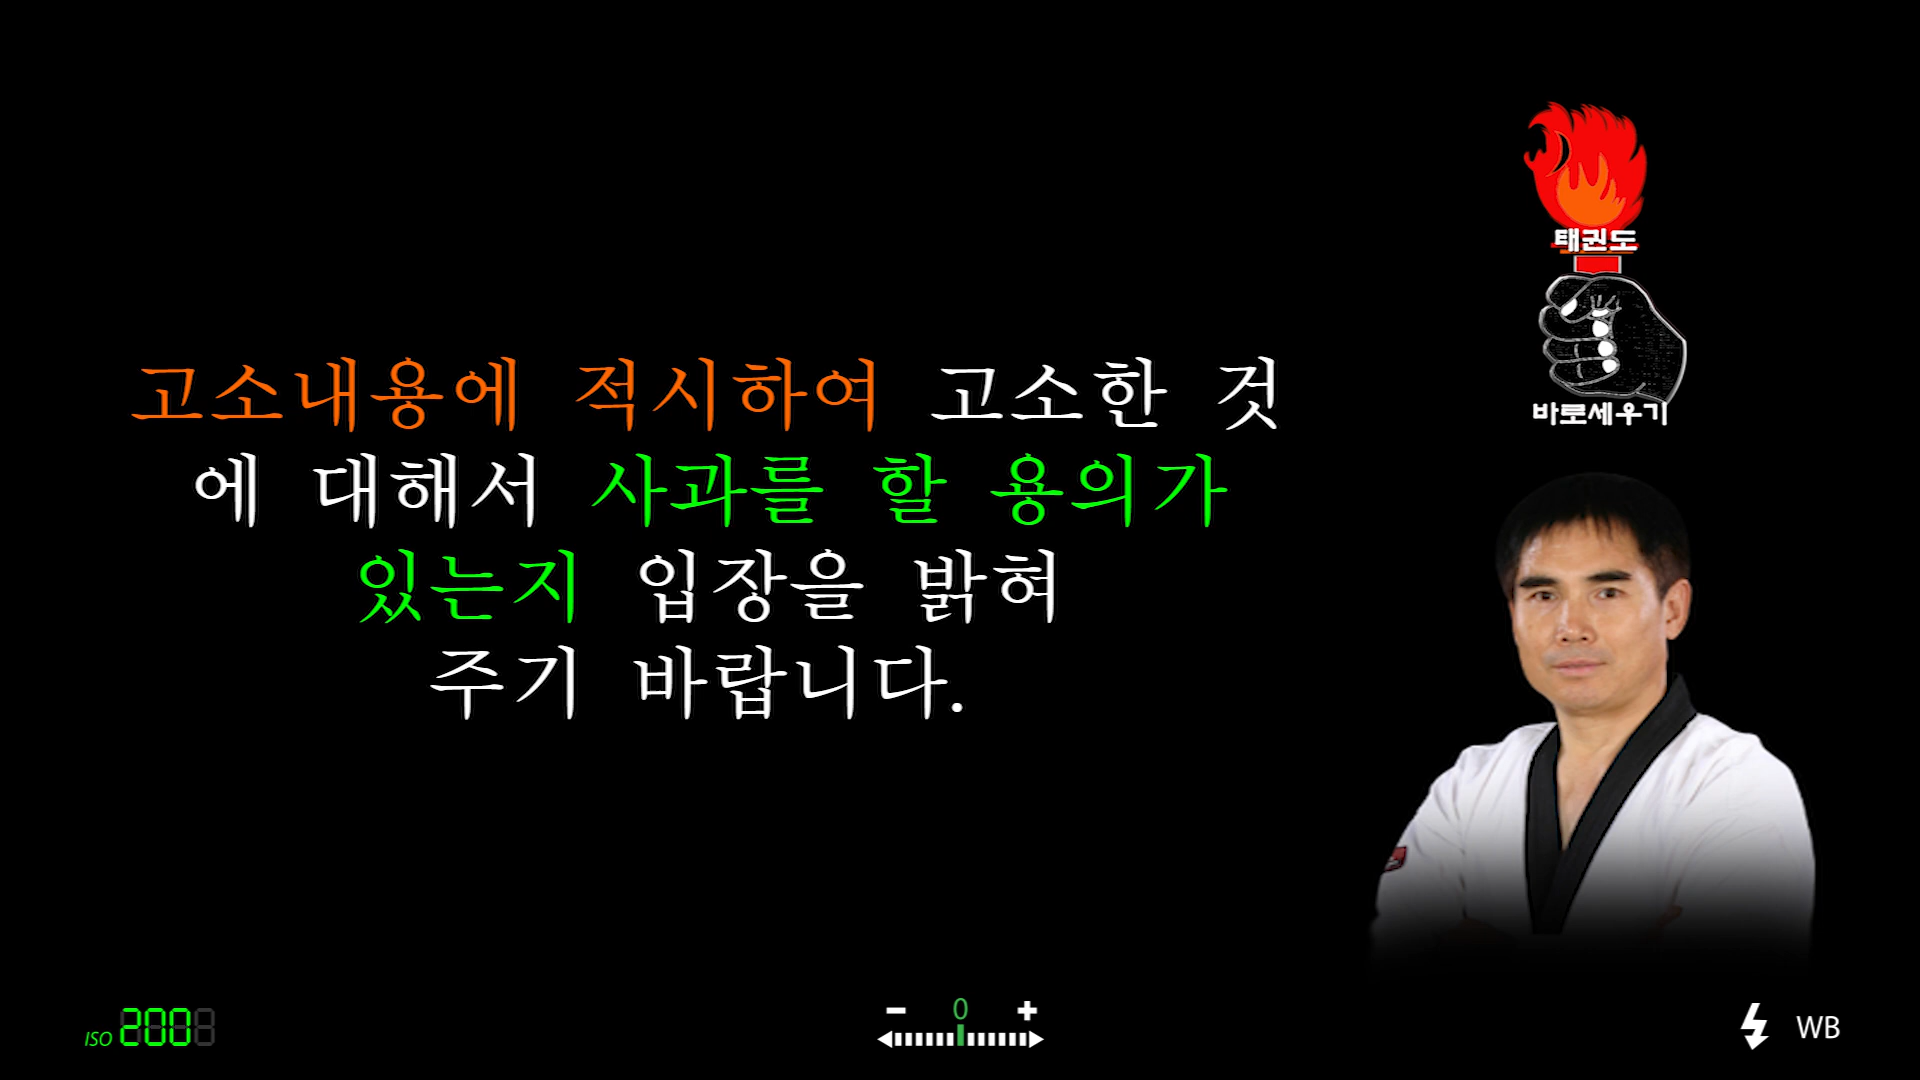 태권도
바로세우기
고소내용에 적시하여 고소한 것
에 대해서 사과를 할 용의가
있는지 입장을 밝혀
주기 바랍니다.
ISO 200
- 0 +
WB